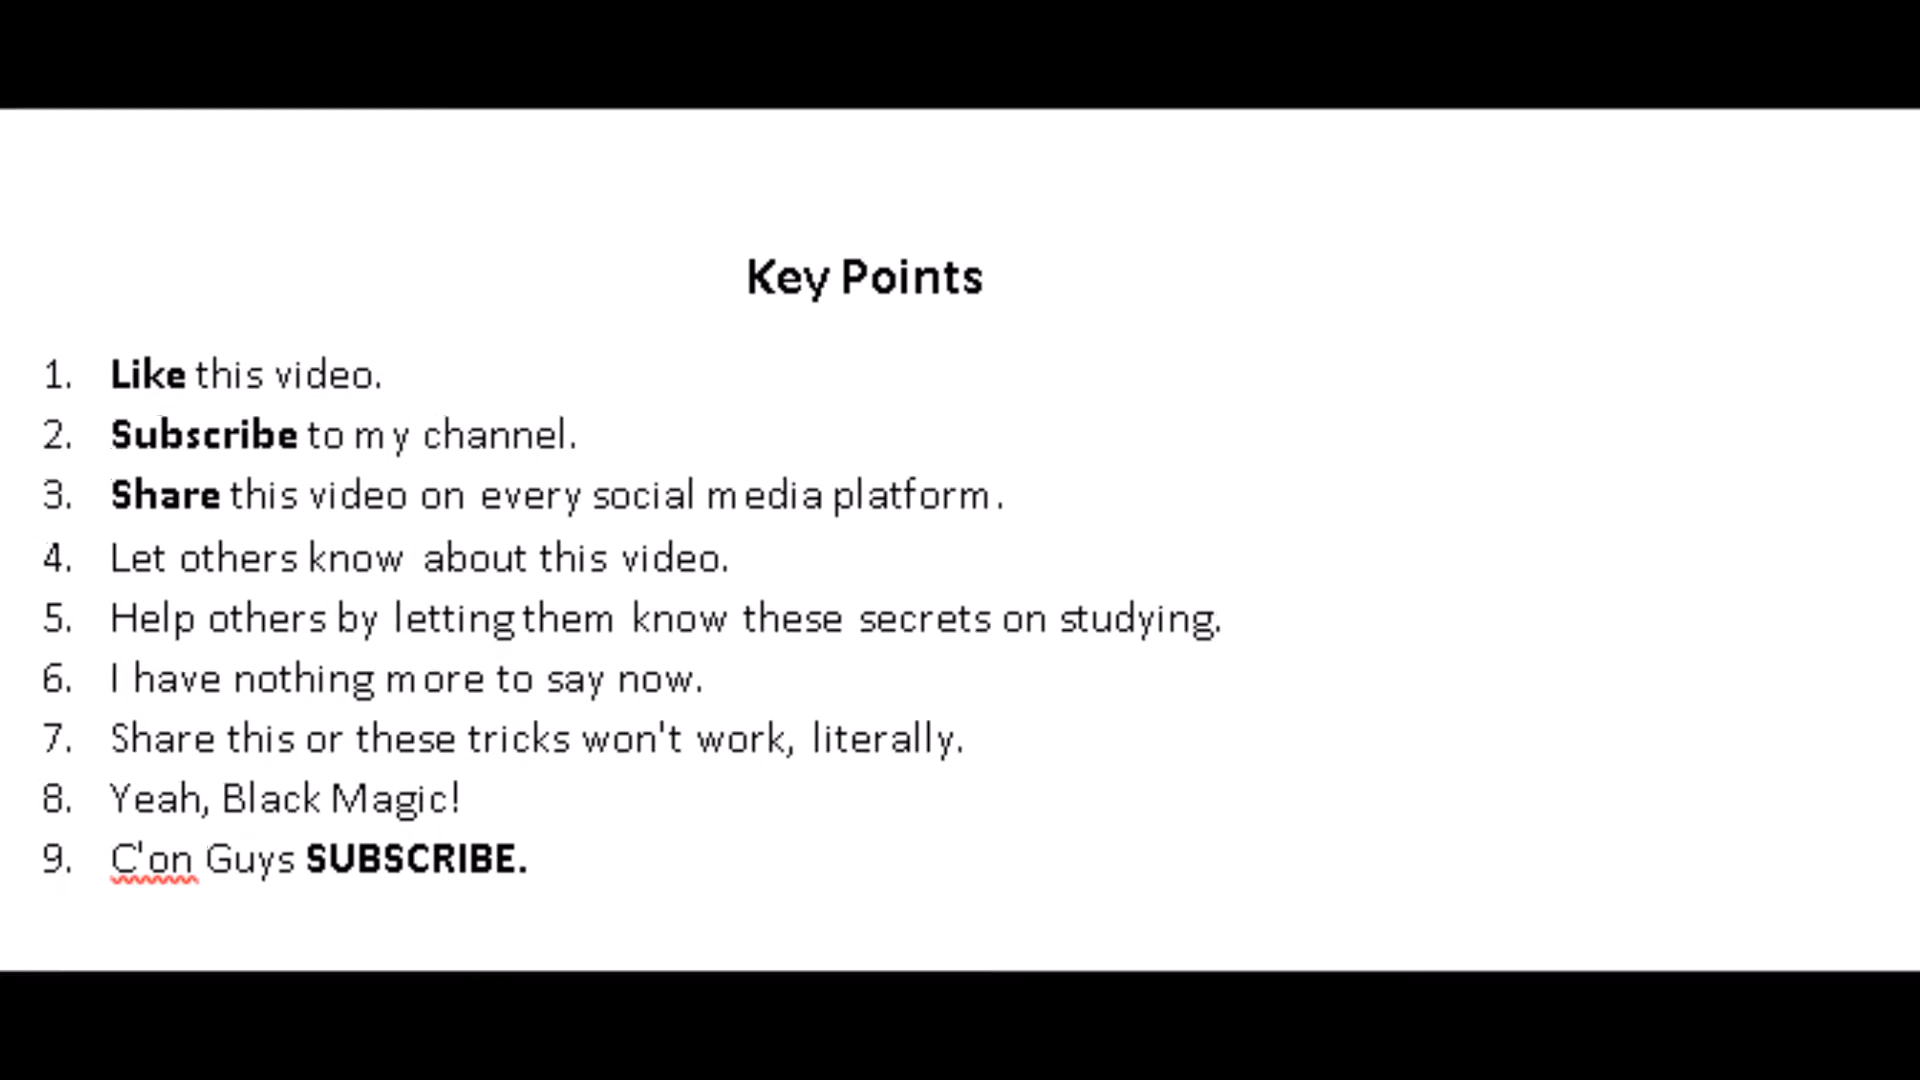 Key Points
1. Like this video.
2. Subscribe to my channel.
3. Share this video on every social media platform.
4. Let others know about this video.
5. Help others by letting them know these secrets on studying.
6. I have nothing more to say now.
7. Share this or these tricks won't work, literally.
8. Yeah, Black Magic!
9. C'on Guys SUBSCRIBE.